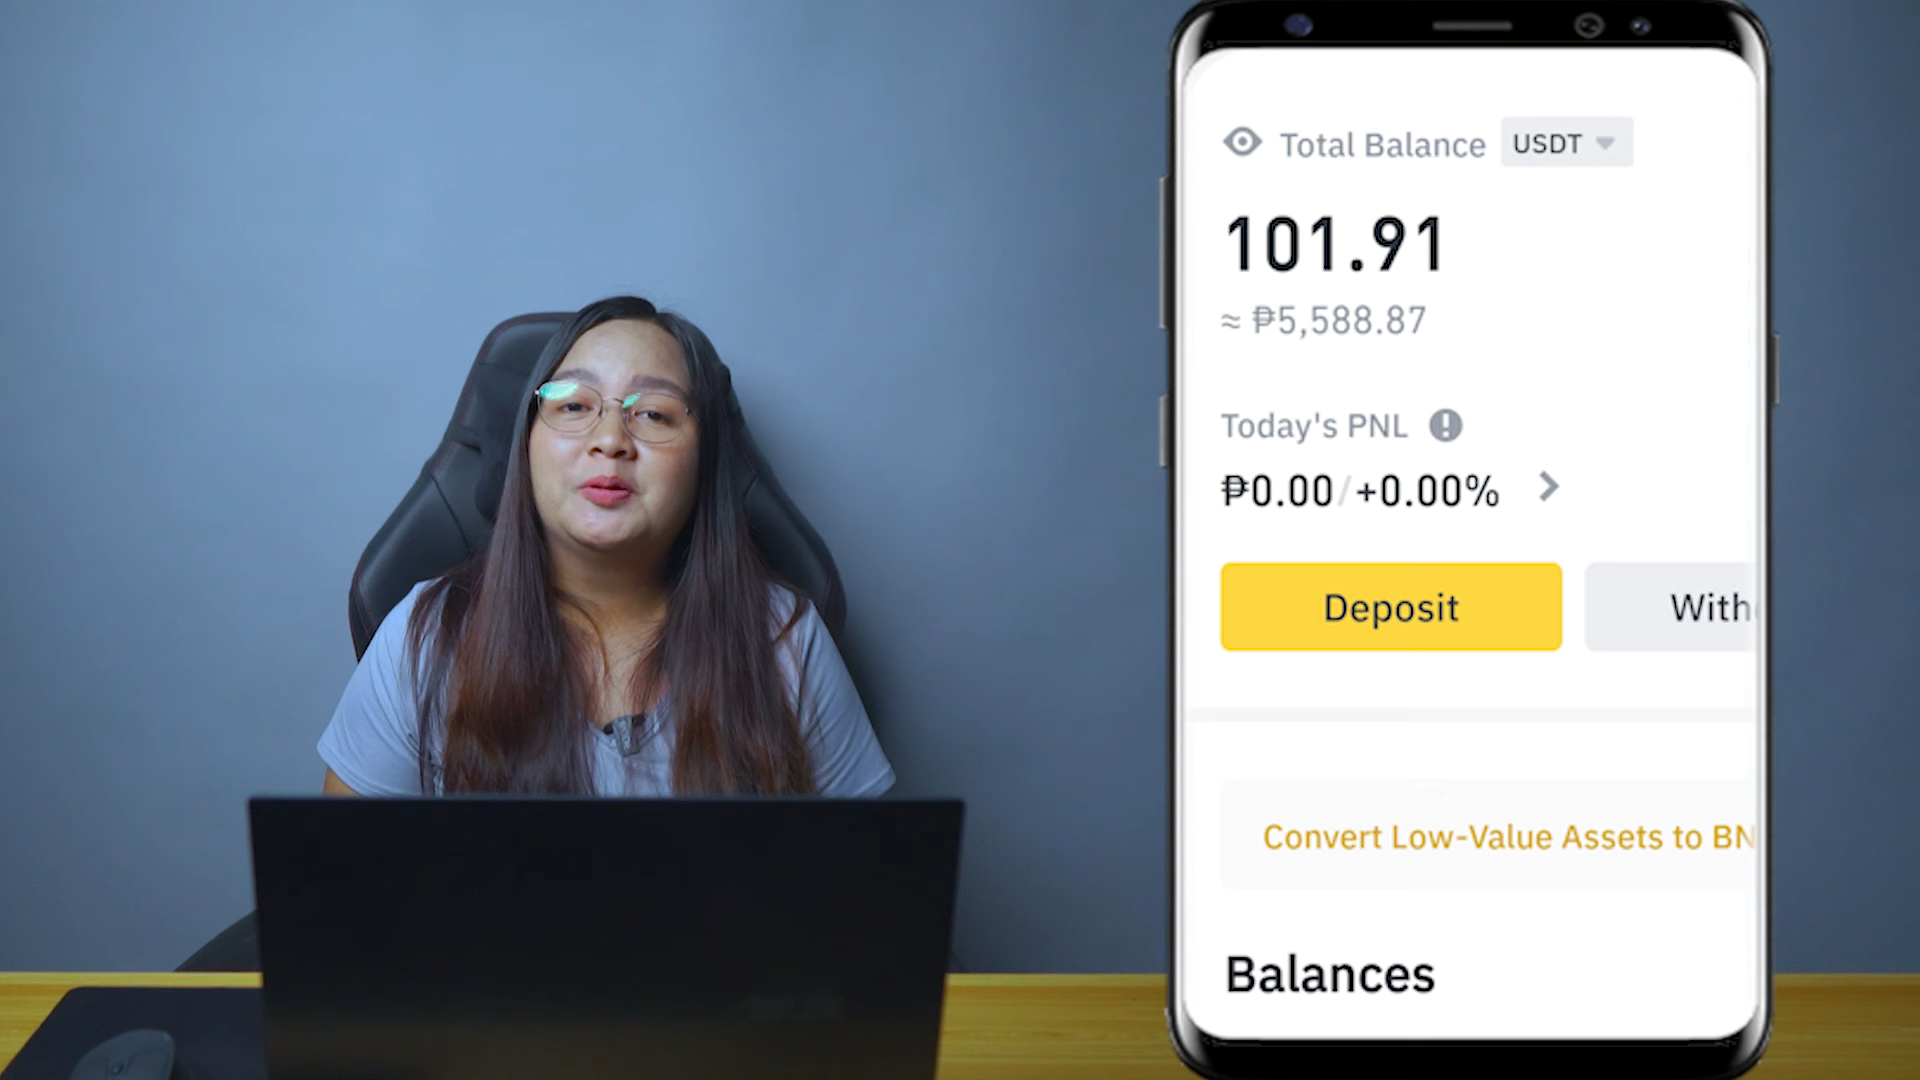 Total Balance USDT
101.91
≈ ₱5,588.87
Today's PNL
₱0.00/+0.00%
Deposit With
Convert Low-Value Assets to BN
Balances